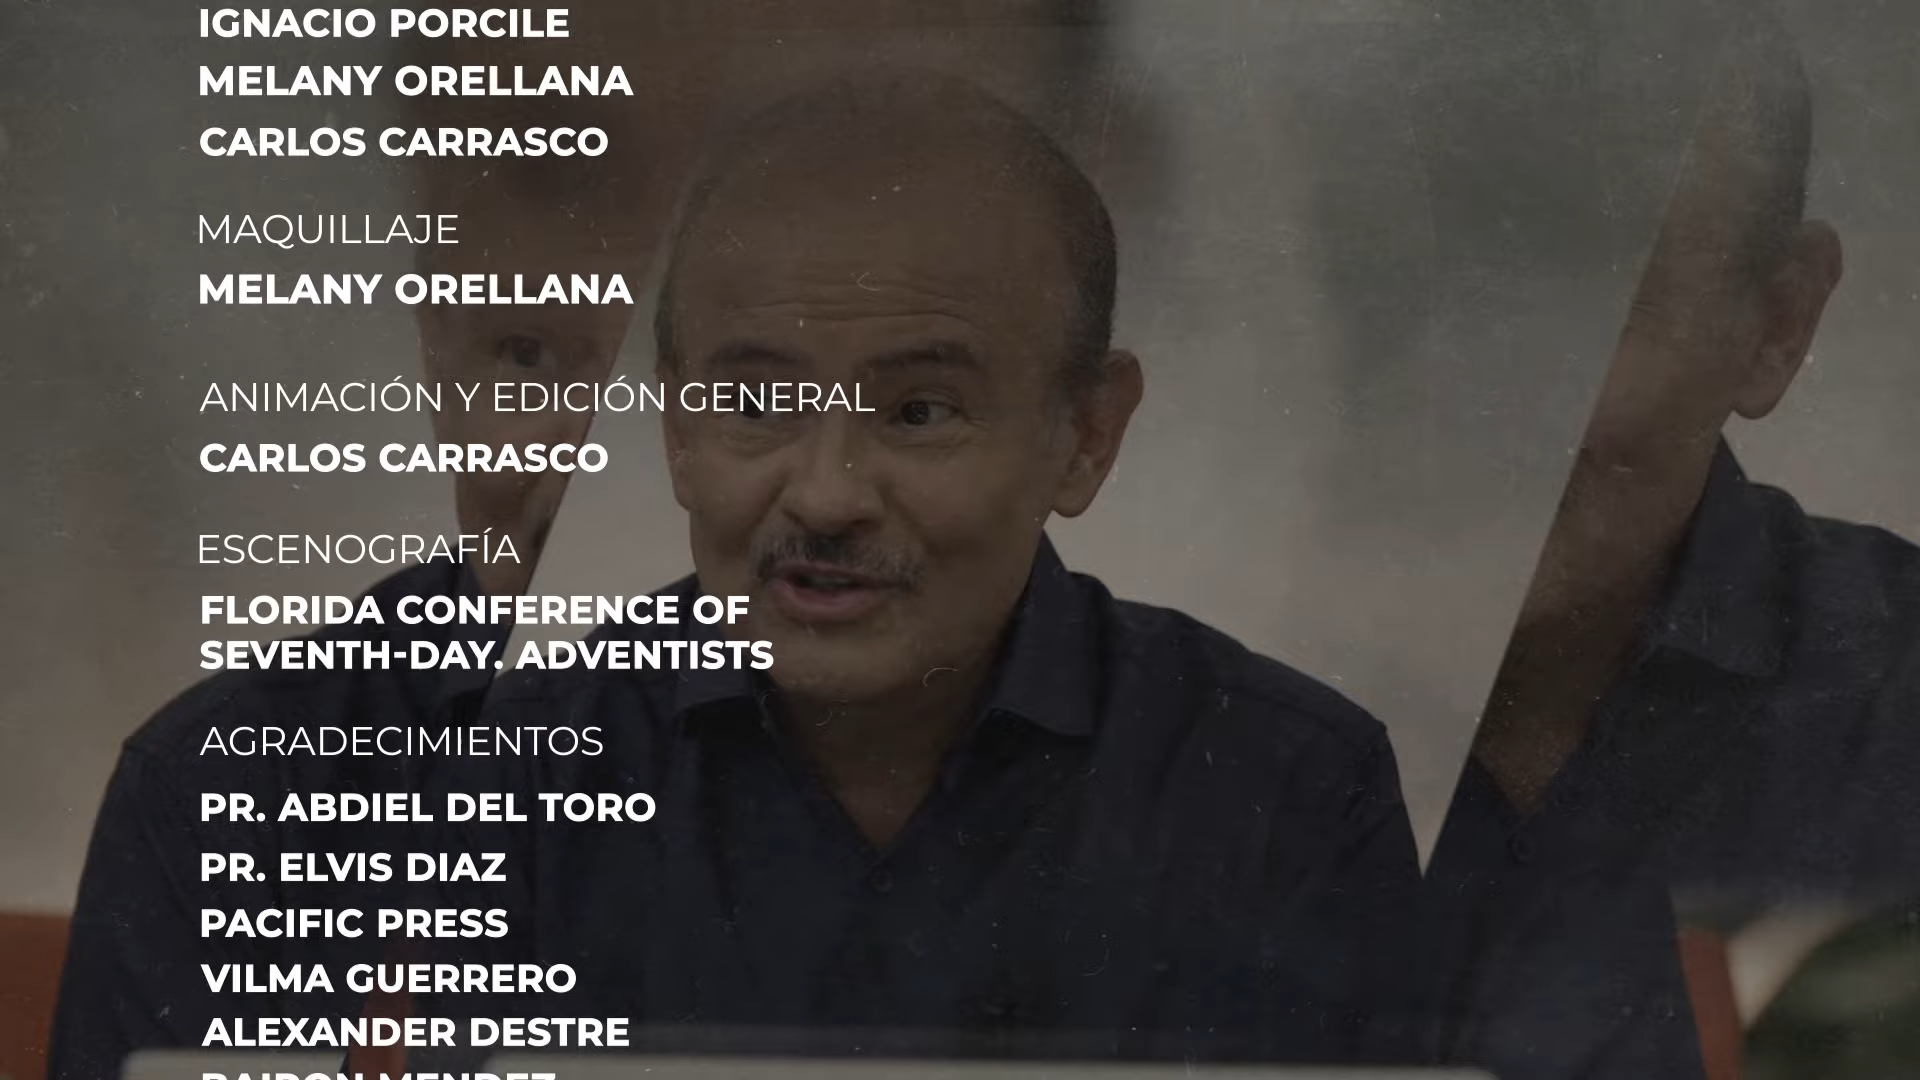 IGNACIO PORCILE
MELANY ORELLANA
CARLOS CARRASCO
MAQUILLAJE
MELANY ORELLANA
ANIMACIÓN Y EDICIÓN GENERAL
CARLOS CARRASCO
ESCENOGRAFÍA
FLORIDA CONFERENCE OF
SEVENTH-DAY. ADVENTISTS
AGRADECIMIENTOS
PR. ABDIEL DEL TORO
PR. ELVIS DIAZ
PACIFIC PRESS
VILMA GUERRERO
ALEXANDER DESTRE